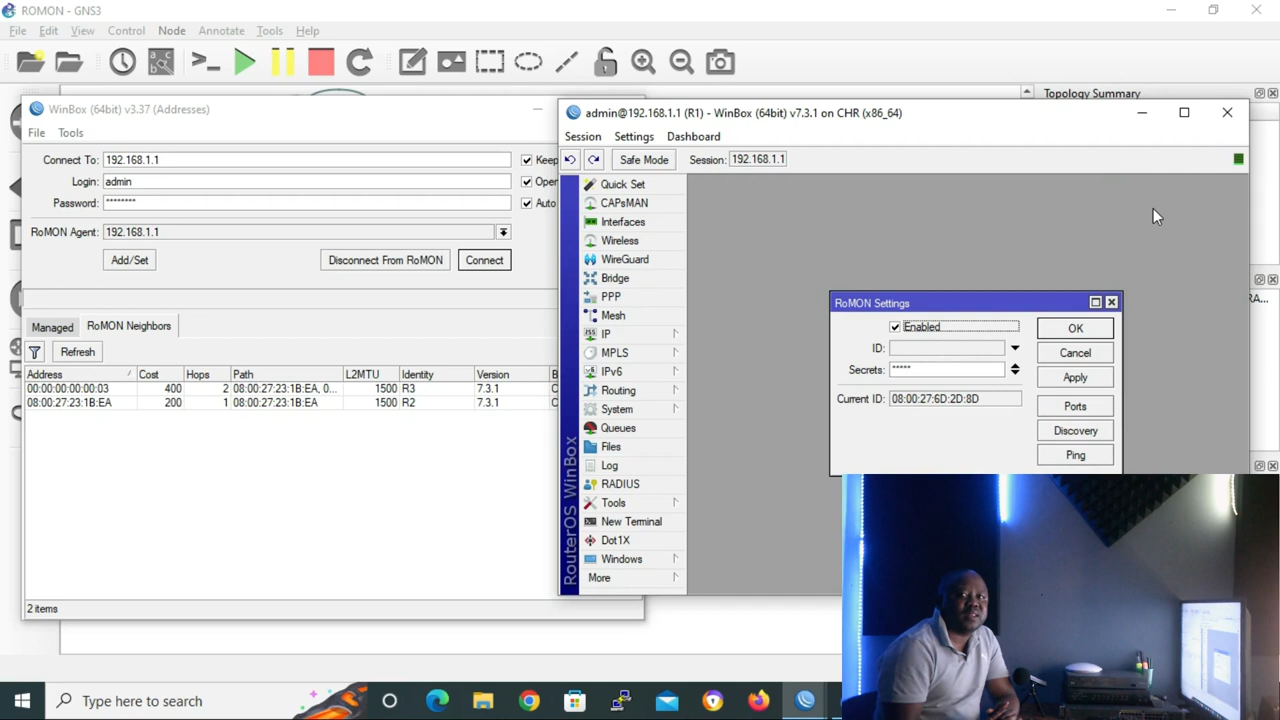 ROMON - GNS3
File Edit View Control Node Annotate Tools Help
Topology Summary
WinBox (64bit) v3.37 (Addresses)
File Tools
Connect To: 192.168.1.1
Keep
Login: admin
Open
Password: ********
Auto
RoMON Agent: 192.168.1.1
Add/Set Disconnect From RoMON Connect
Managed RoMON Neighbors
Refresh
Address Cost Hops Path L2MTU Identity Version
00:00:00:00:00:03 400 2 08:00:27:23:1B:EA, 0... 1500 R3 7.3.1
08:00:27:23:1B:EA 200 1 08:00:27:23:1B:EA 1500 R2 7.3.1
2 items
admin@192.168.1.1 (R1) - WinBox (64bit) v7.3.1 on CHR (x86_64)
Session Settings Dashboard
Safe Mode Session: 192.168.1.1
Quick Set
CAPsMAN
Interfaces
Wireless
WireGuard
Bridge
PPP
Mesh
IP
MPLS
IPv6
Routing
System
Queues
Files
Log
RADIUS
Tools
New Terminal
Dot1X
Windows
More
RouterOS WinBox
RoMON Settings
Enabled
OK
ID:
Cancel
Secrets: *****
Apply
Current ID: 08:00:27:6D:2D:8D
Ports
Discovery
Ping
Type here to search